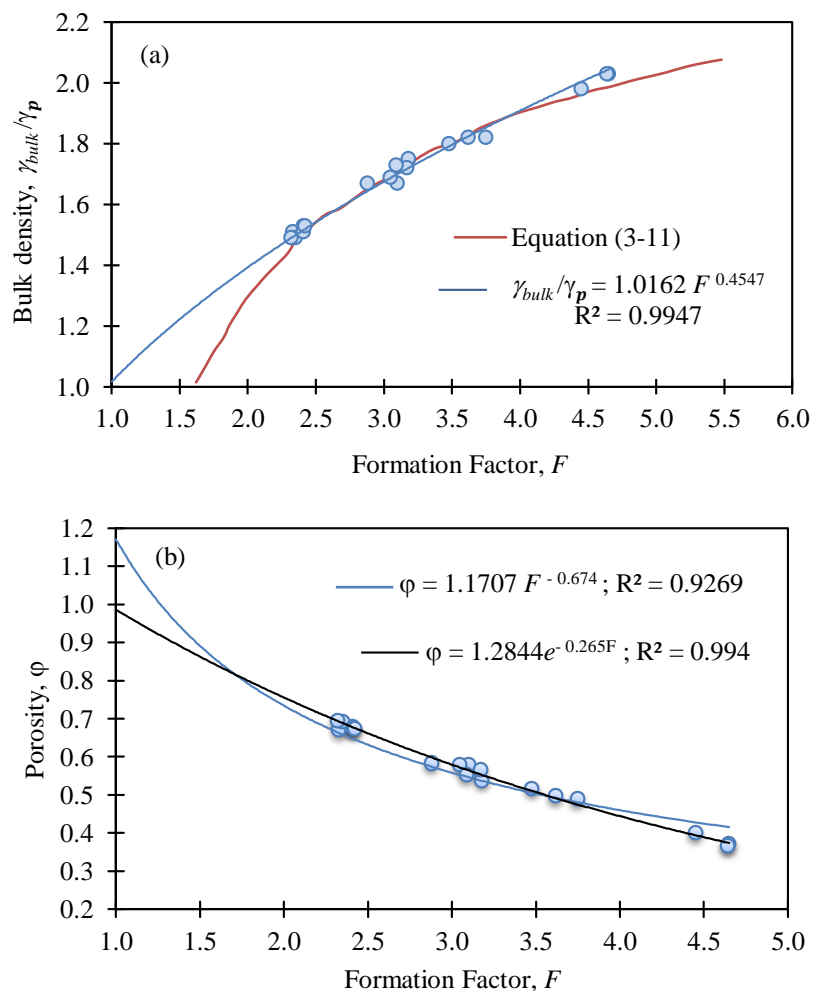 (a)
2.2
2.0
1.8
1.6
1.4
1.2
1.0
Bulk density, γbulk/γp
Equation (3-11)
γbulk/γp = 1.0162 F 0.4547
R² = 0.9947
1.0 1.5 2.0 2.5 3.0 3.5 4.0 4.5 5.0 5.5 6.0
Formation Factor, F
(b)
1.2
1.1
1.0
0.9
0.8
0.7
0.6
0.5
0.4
0.3
0.2
Porosity, φ
φ = 1.1707 F - 0.674 ; R² = 0.9269
φ = 1.2844e- 0.265F ; R² = 0.994
1.0 1.5 2.0 2.5 3.0 3.5 4.0 4.5 5.0
Formation Factor, F